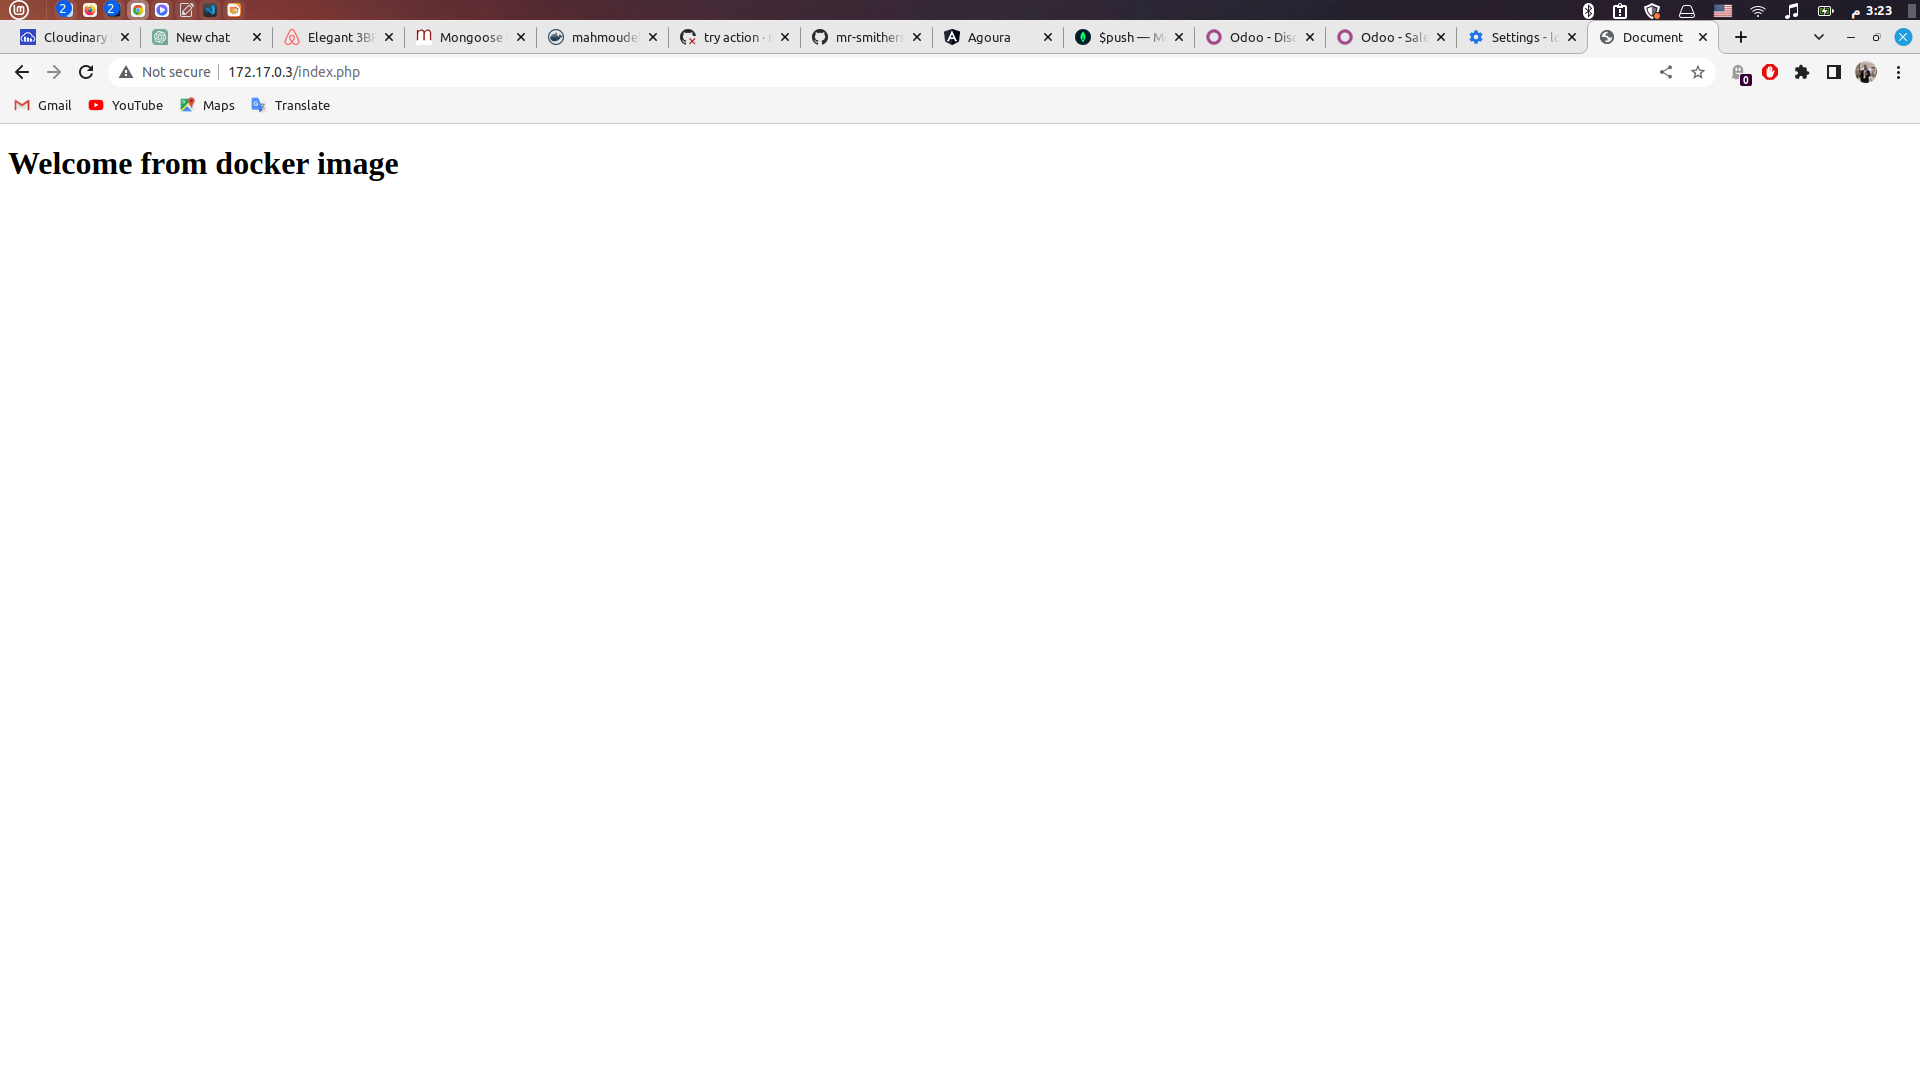 2 2 م 3:23
Cloudinary New chat Elegant 3B Mongoose mahmoude try action · mr-smithers Agoura $push — M Odoo - Disc Odoo - Sale Settings - lo Document
Not secure 172.17.0.3/index.php 0
Gmail YouTube Maps Translate
Welcome from docker image